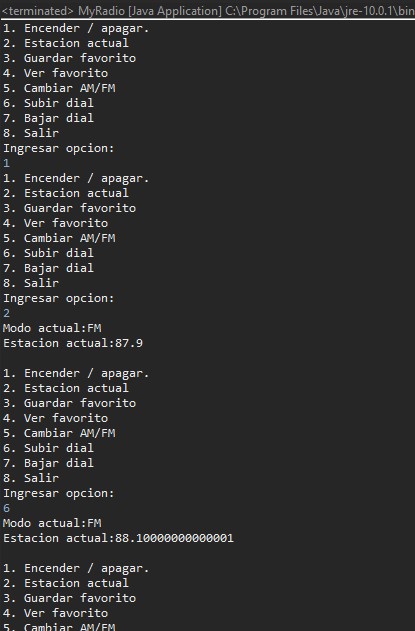 <terminated> MyRadio [Java Application] C:\Program Files\Java\jre-10.0.1\bin
1. Encender / apagar.
2. Estacion actual
3. Guardar favorito
4. Ver favorito
5. Cambiar AM/FM
6. Subir dial
7. Bajar dial
8. Salir
Ingresar opcion:
1
1. Encender / apagar.
2. Estacion actual
3. Guardar favorito
4. Ver favorito
5. Cambiar AM/FM
6. Subir dial
7. Bajar dial
8. Salir
Ingresar opcion:
2
Modo actual:FM
Estacion actual:87.9
1. Encender / apagar.
2. Estacion actual
3. Guardar favorito
4. Ver favorito
5. Cambiar AM/FM
6. Subir dial
7. Bajar dial
8. Salir
Ingresar opcion:
6
Modo actual:FM
Estacion actual:88.10000000000001
1. Encender / apagar.
2. Estacion actual
3. Guardar favorito
4. Ver favorito
5. Cambiar AM/FM